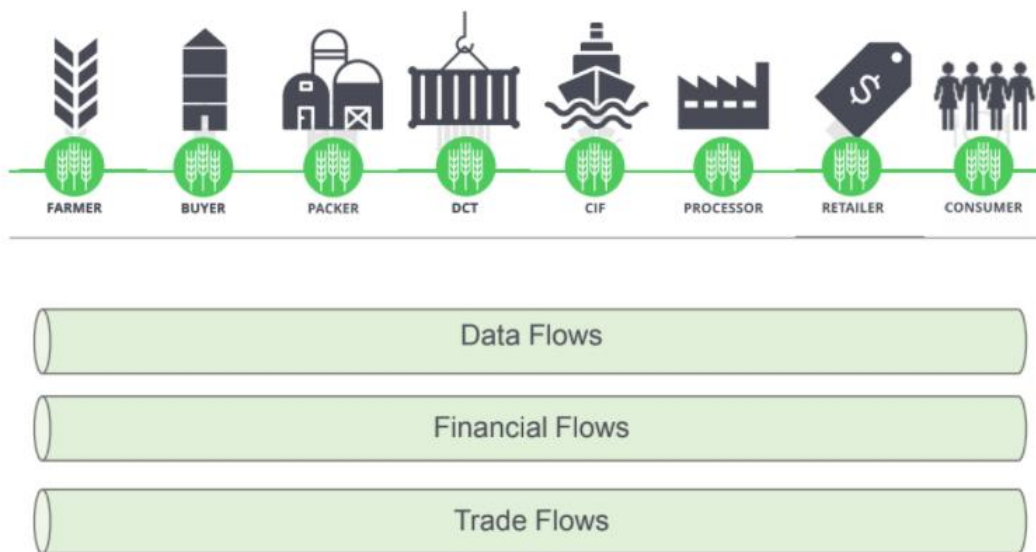 FARMER BUYER PACKER DCT CIF PROCESSOR RETAILER CONSUMER
Data Flows
Financial Flows
Trade Flows